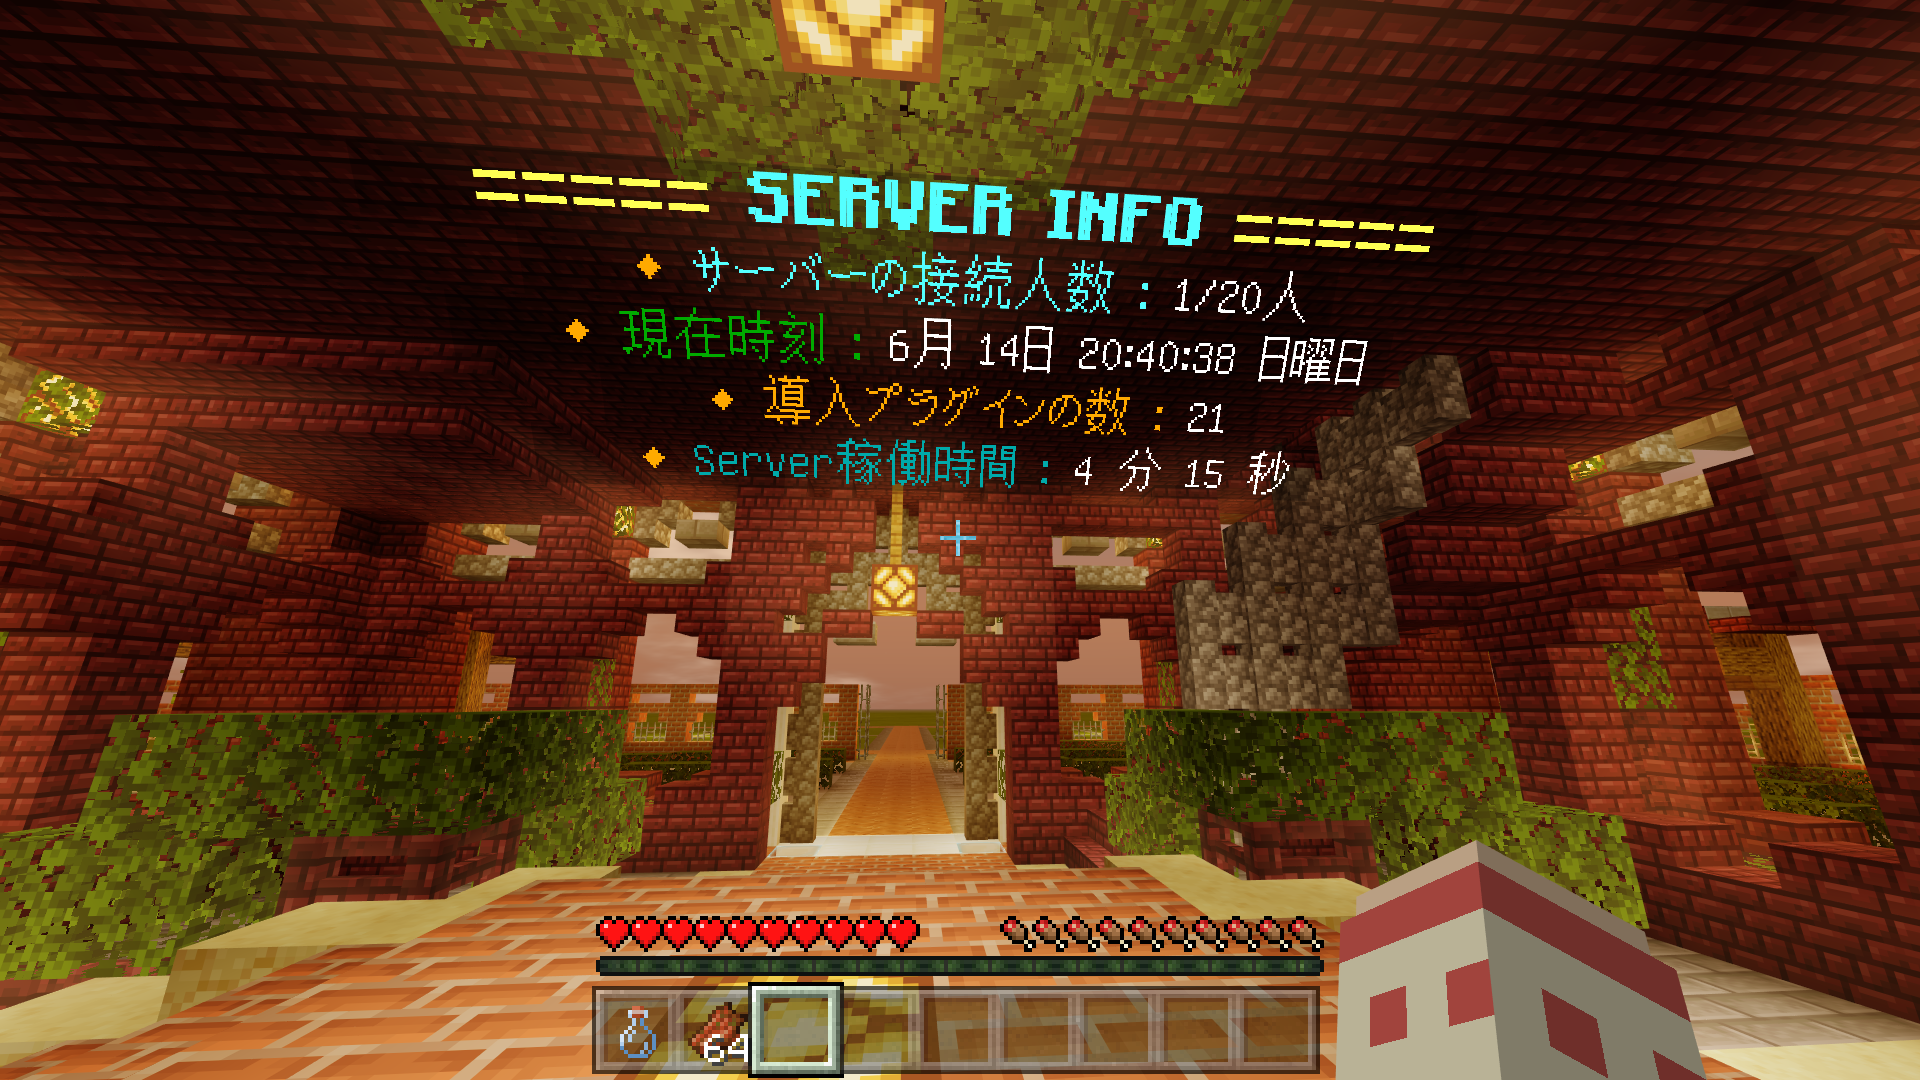 ===== SERVER INFO =====
サーバーの接続人数 : 1/20人
現在時刻 : 6月 14日 20:40:38 日曜日
導入プラグインの数 : 21
Server稼働時間 : 4 分 15 秒
64